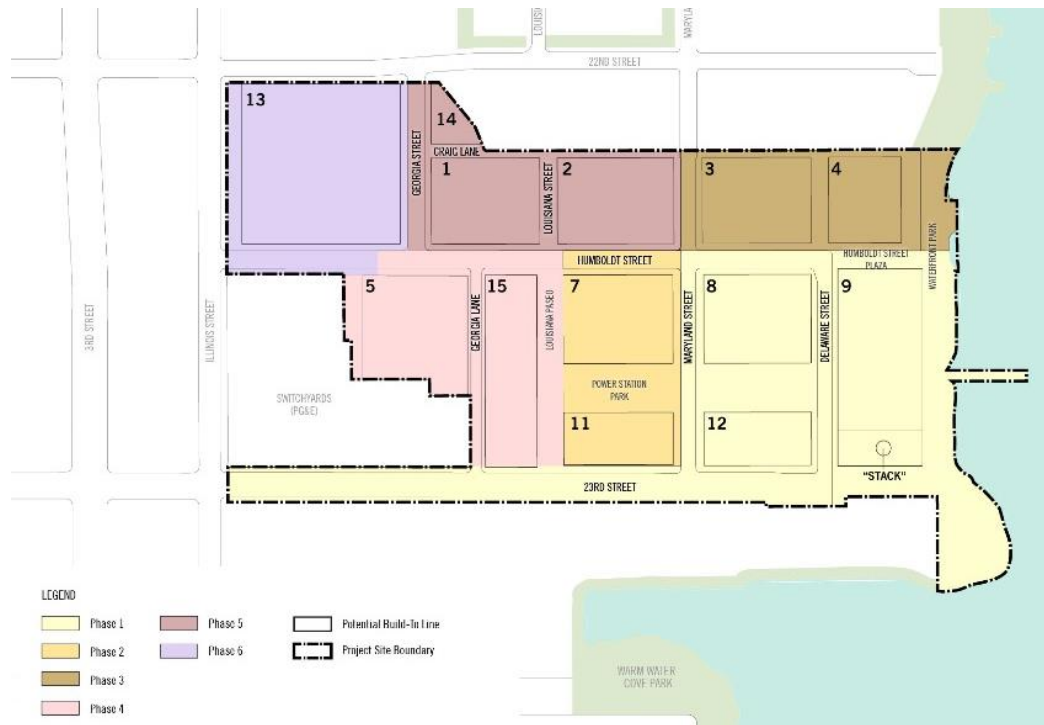 LOUISI
MARYLA
22ND STREET
13
14
CRAIG LANE
GEORGIA STREET
1
LOUISIANA STREET
2
3
4
HUMBOLDT STREET
HUMBOLDT STREET
PLAZA
WATERFRONT PARK
3RD STREET
ILLINOIS STREET
5
GEORGIA LANE
15
LOUISIANA PASEO
7
MARYLAND STREET
8
DELAWARE STREET
9
SWITCHYARDS
(PG&E)
POWER STATION
PARK
11
12
"STACK"
23RD STREET
LEGEND
Phase 1
Phase 2
Phase 3
Phase 4
Phase 5
Phase 6
Potential Build-To Line
Project Site Boundary
WARM WATER
COVE PARK